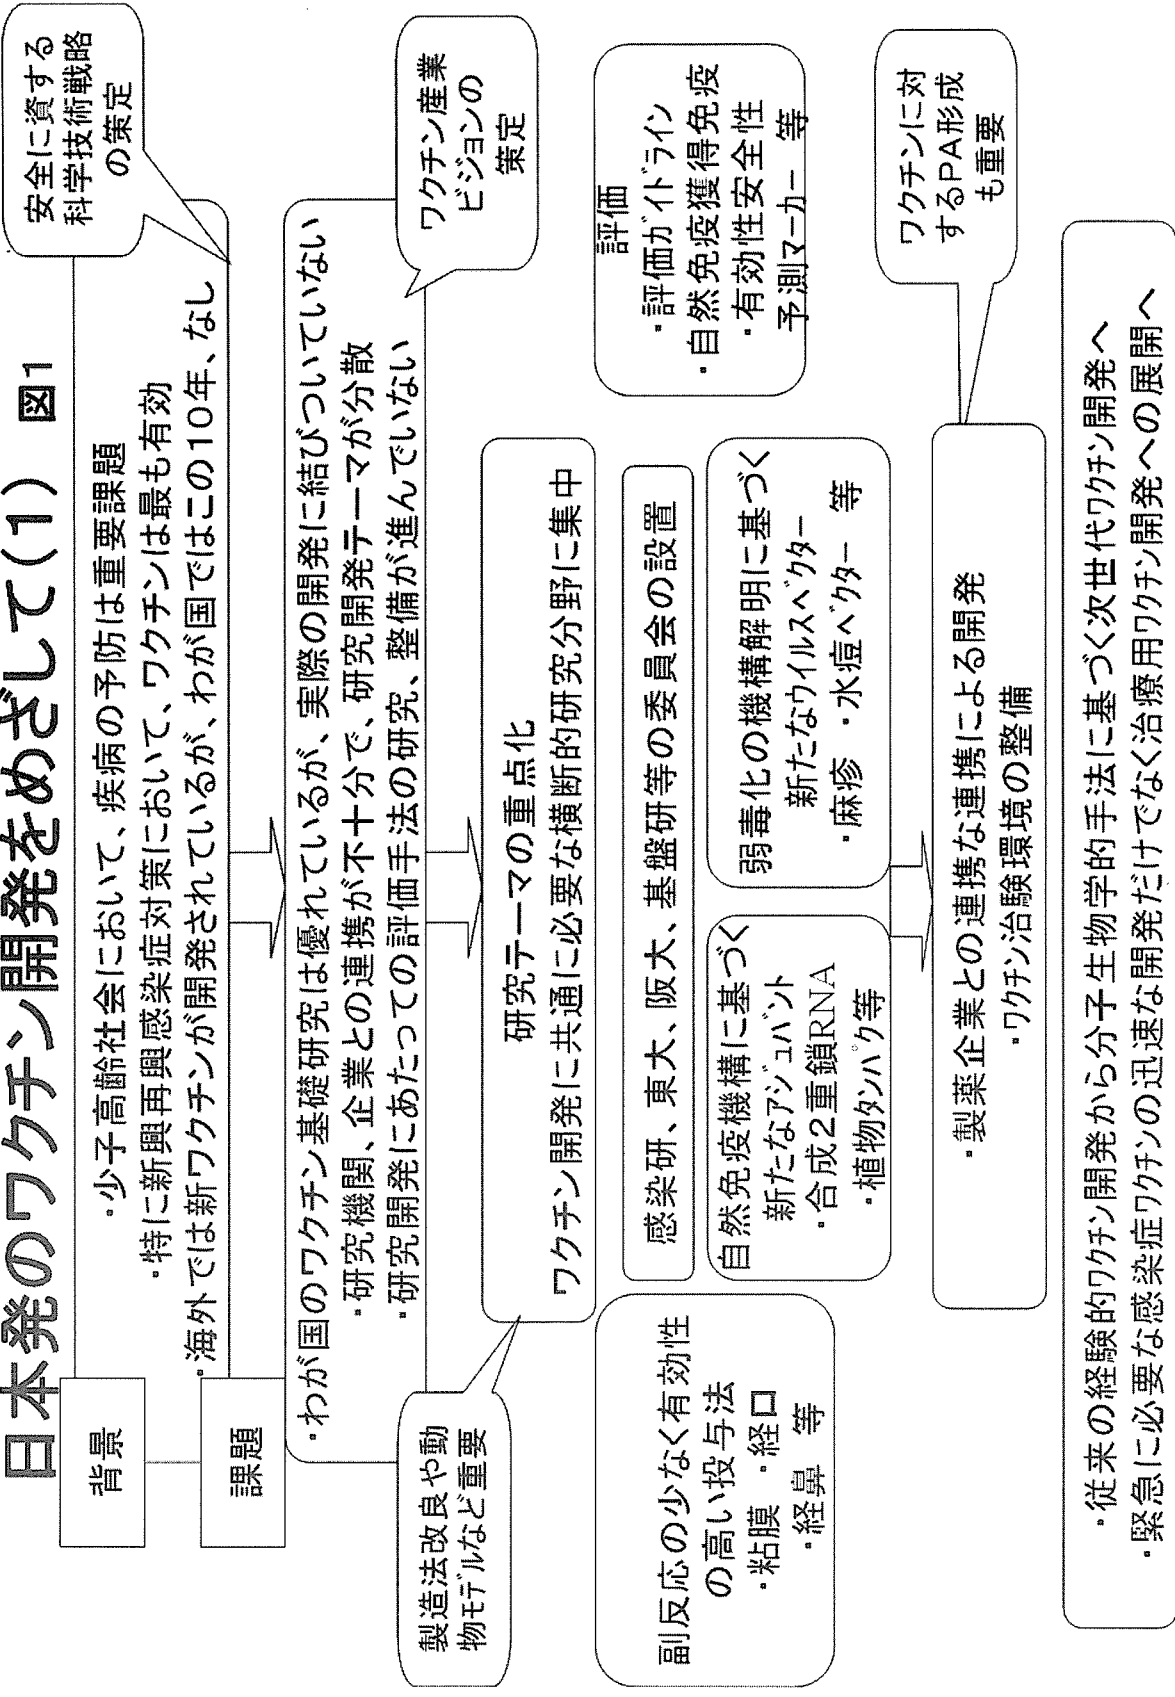 日本発のワクチン開発をめざして(1) 図1
安全に資する
科学技術戦略
の策定
背景
・少子高齢社会において、疾病の予防は重要課題
・特に新興再興感染症対策において、ワクチンは最も有効
・海外では新ワクチンが開発されているが、わが国ではこの10年、なし
課題
・わが国のワクチン基礎研究は優れているが、実際の開発に結びついていない
・研究機関、企業との連携が不十分で、研究開発テーマが分散
・研究開発にあたっての評価手法の研究、整備が進んでいない
ワクチン産業
ビジョンの
策定
製造法改良や動
物モデルなど重要
研究テーマの重点化
ワクチン開発に共通に必要な横断的研究分野に集中
感染研、東大、阪大、基盤研等の委員会の設置
副反応の少なく有効性
の高い投与法
・粘膜 ・経口
・経鼻 等
自然免疫機構に基づく
新たなアジュバント
・合成2重鎖RNA
・植物タンパク等
弱毒化の機構解明に基づく
新たなウイルスベクター
・麻疹 ・水痘ベクター 等
評価
・評価ガイドライン
自然免疫獲得免疫
・有効性安全性
予測マーカー 等
・製薬企業との連携な連携による開発
・ワクチン治験環境の整備
ワクチンに対
するPA形成
も重要
・従来の経験的ワクチン開発から分子生物学的手法に基づく次世代ワクチン開発へ
・緊急に必要な感染症ワクチンの迅速な開発だけでなく治療用ワクチン開発への展開へ